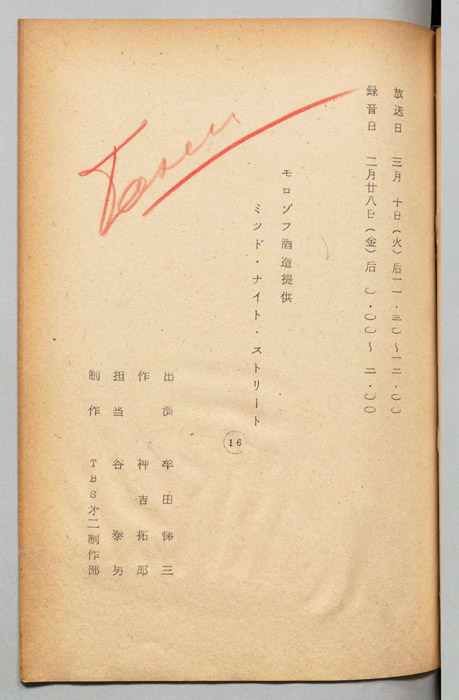 放送日 三月 十日(火)后一一・三〇〜一二・〇〇
録音日 二月廿八日(金)后 〇・〇〇〜 二・〇〇
モロゾフ酒造提供
ミツド・ナイト・ストリート
16
出演 牟田悌三
作 神吉拓郎
担当 谷 泰男
制作 TBS第二制作部